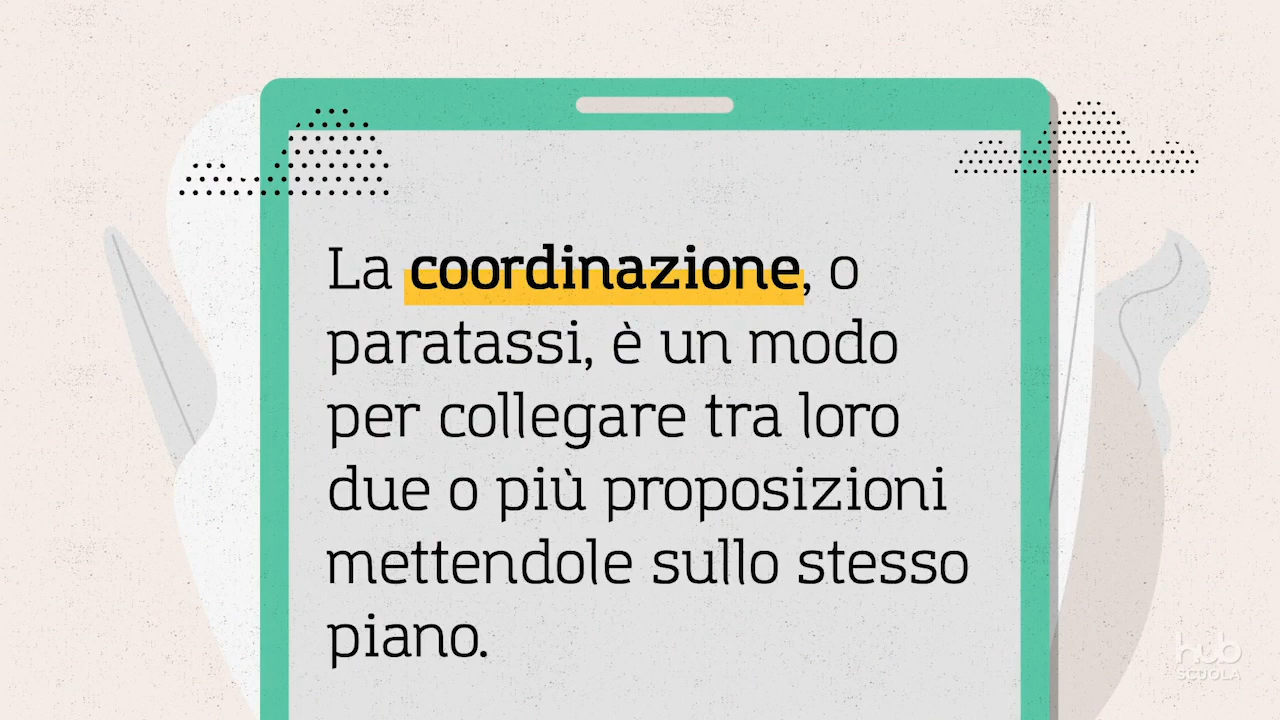 La coordinazione, o
paratassi, è un modo
per collegare tra loro
due o più proposizioni
mettendole sullo stesso
piano.
hub
SCUOLA